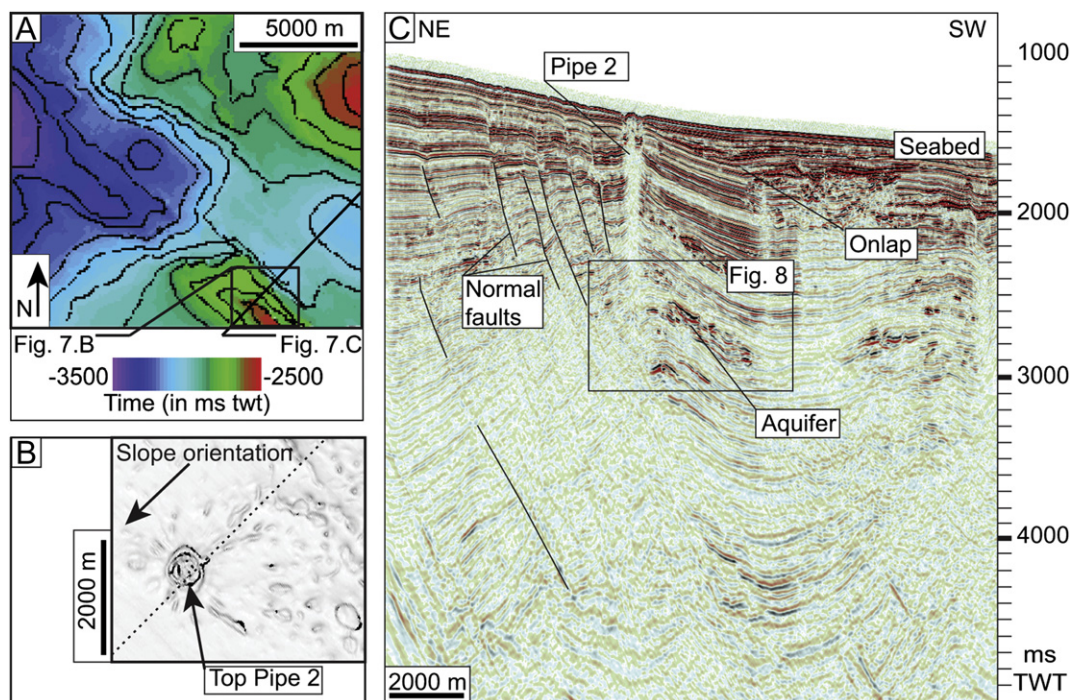 A
5000 m
N
Fig. 7.B
Fig. 7.C
-3500
-2500
Time (in ms twt)
B
Slope orientation
2000 m
Top Pipe 2
C
NE
SW
Pipe 2
Seabed
Onlap
Normal
faults
Fig. 8
Aquifer
2000 m
1000
2000
3000
4000
ms
TWT